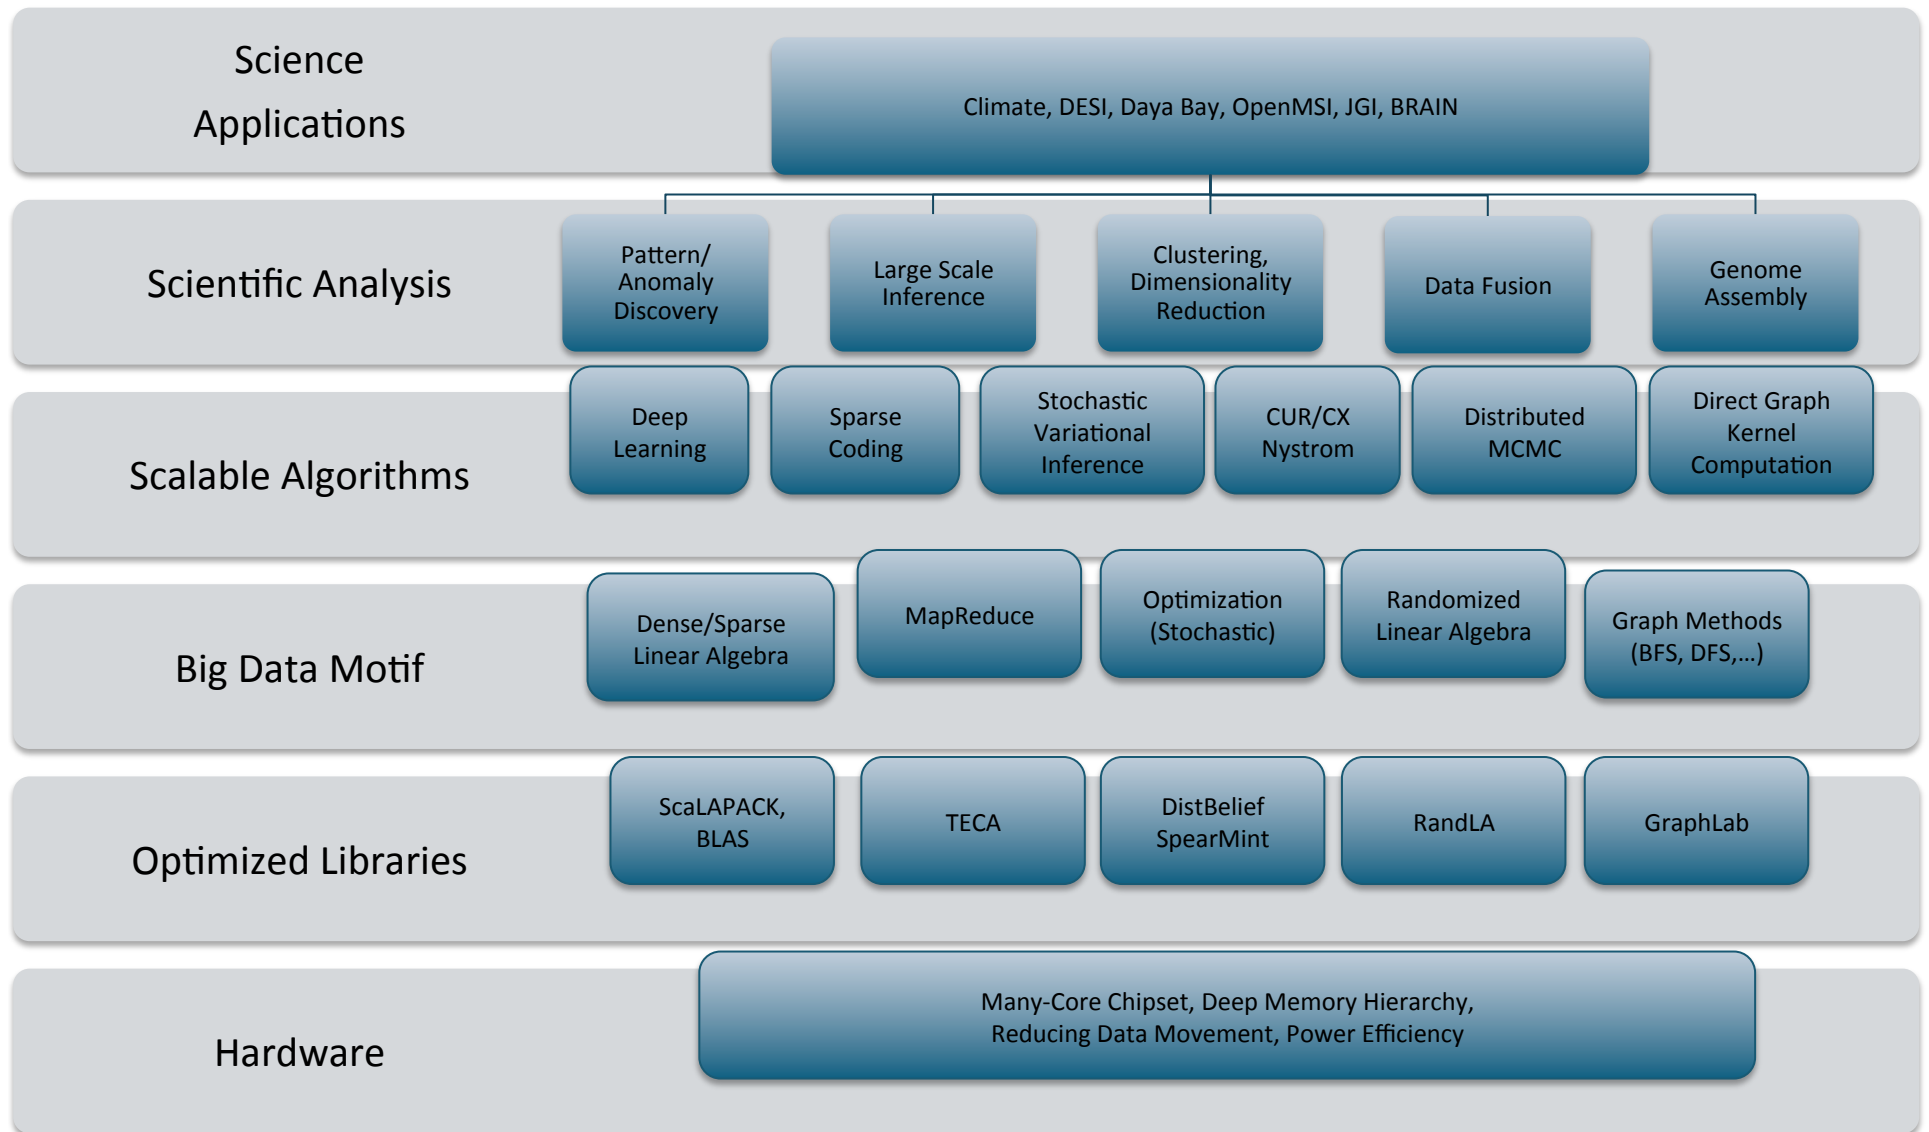 Science
Applications
Climate, DESI, Daya Bay, OpenMSI, JGI, BRAIN
Scientific Analysis
Pattern/
Anomaly
Discovery
Large Scale
Inference
Clustering,
Dimensionality
Reduction
Data Fusion
Genome
Assembly
Scalable Algorithms
Deep
Learning
Sparse
Coding
Stochastic
Variational
Inference
CUR/CX
Nystrom
Distributed
MCMC
Direct Graph
Kernel
Computation
Big Data Motif
Dense/Sparse
Linear Algebra
MapReduce
Optimization
(Stochastic)
Randomized
Linear Algebra
Graph Methods
(BFS, DFS,…)
Optimized Libraries
ScaLAPACK,
BLAS
TECA
DistBelief
SpearMint
RandLA
GraphLab
Hardware
Many-Core Chipset, Deep Memory Hierarchy,
Reducing Data Movement, Power Efficiency